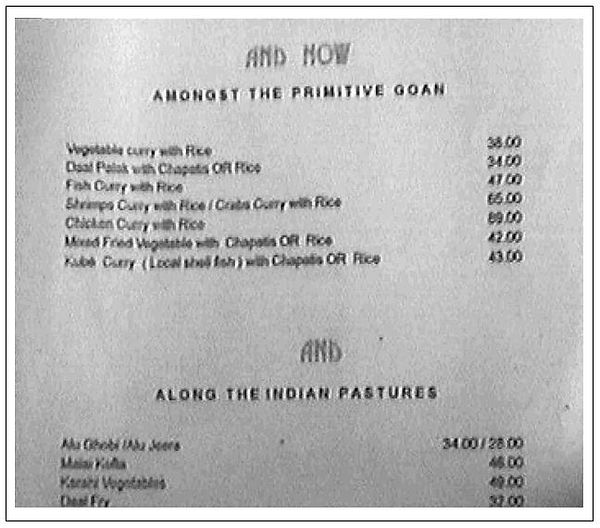 AND NOW
AMONGST THE PRIMITIVE GOAN
Vegetable curry with Rice 38.00
Daal Palak with Chapatis OR Rice 34.00
Fish Curry with Rice 47.00
Shrimps Curry with Rice / Crabs Curry with Rice 65.00
Chicken Curry with Rice 69.00
Mixed Fried Vegetable with Chapatis OR Rice 42.00
Kubé Curry ( Local shell fish ) with Chapatis OR Rice 43.00
AND
ALONG THE INDIAN PASTURES
Alu Ghobi /Alu Jeera 34.00 / 28.00
Malai Kofta 46.00
Karahi Vegetables 49.00
Daal Fry 32.00